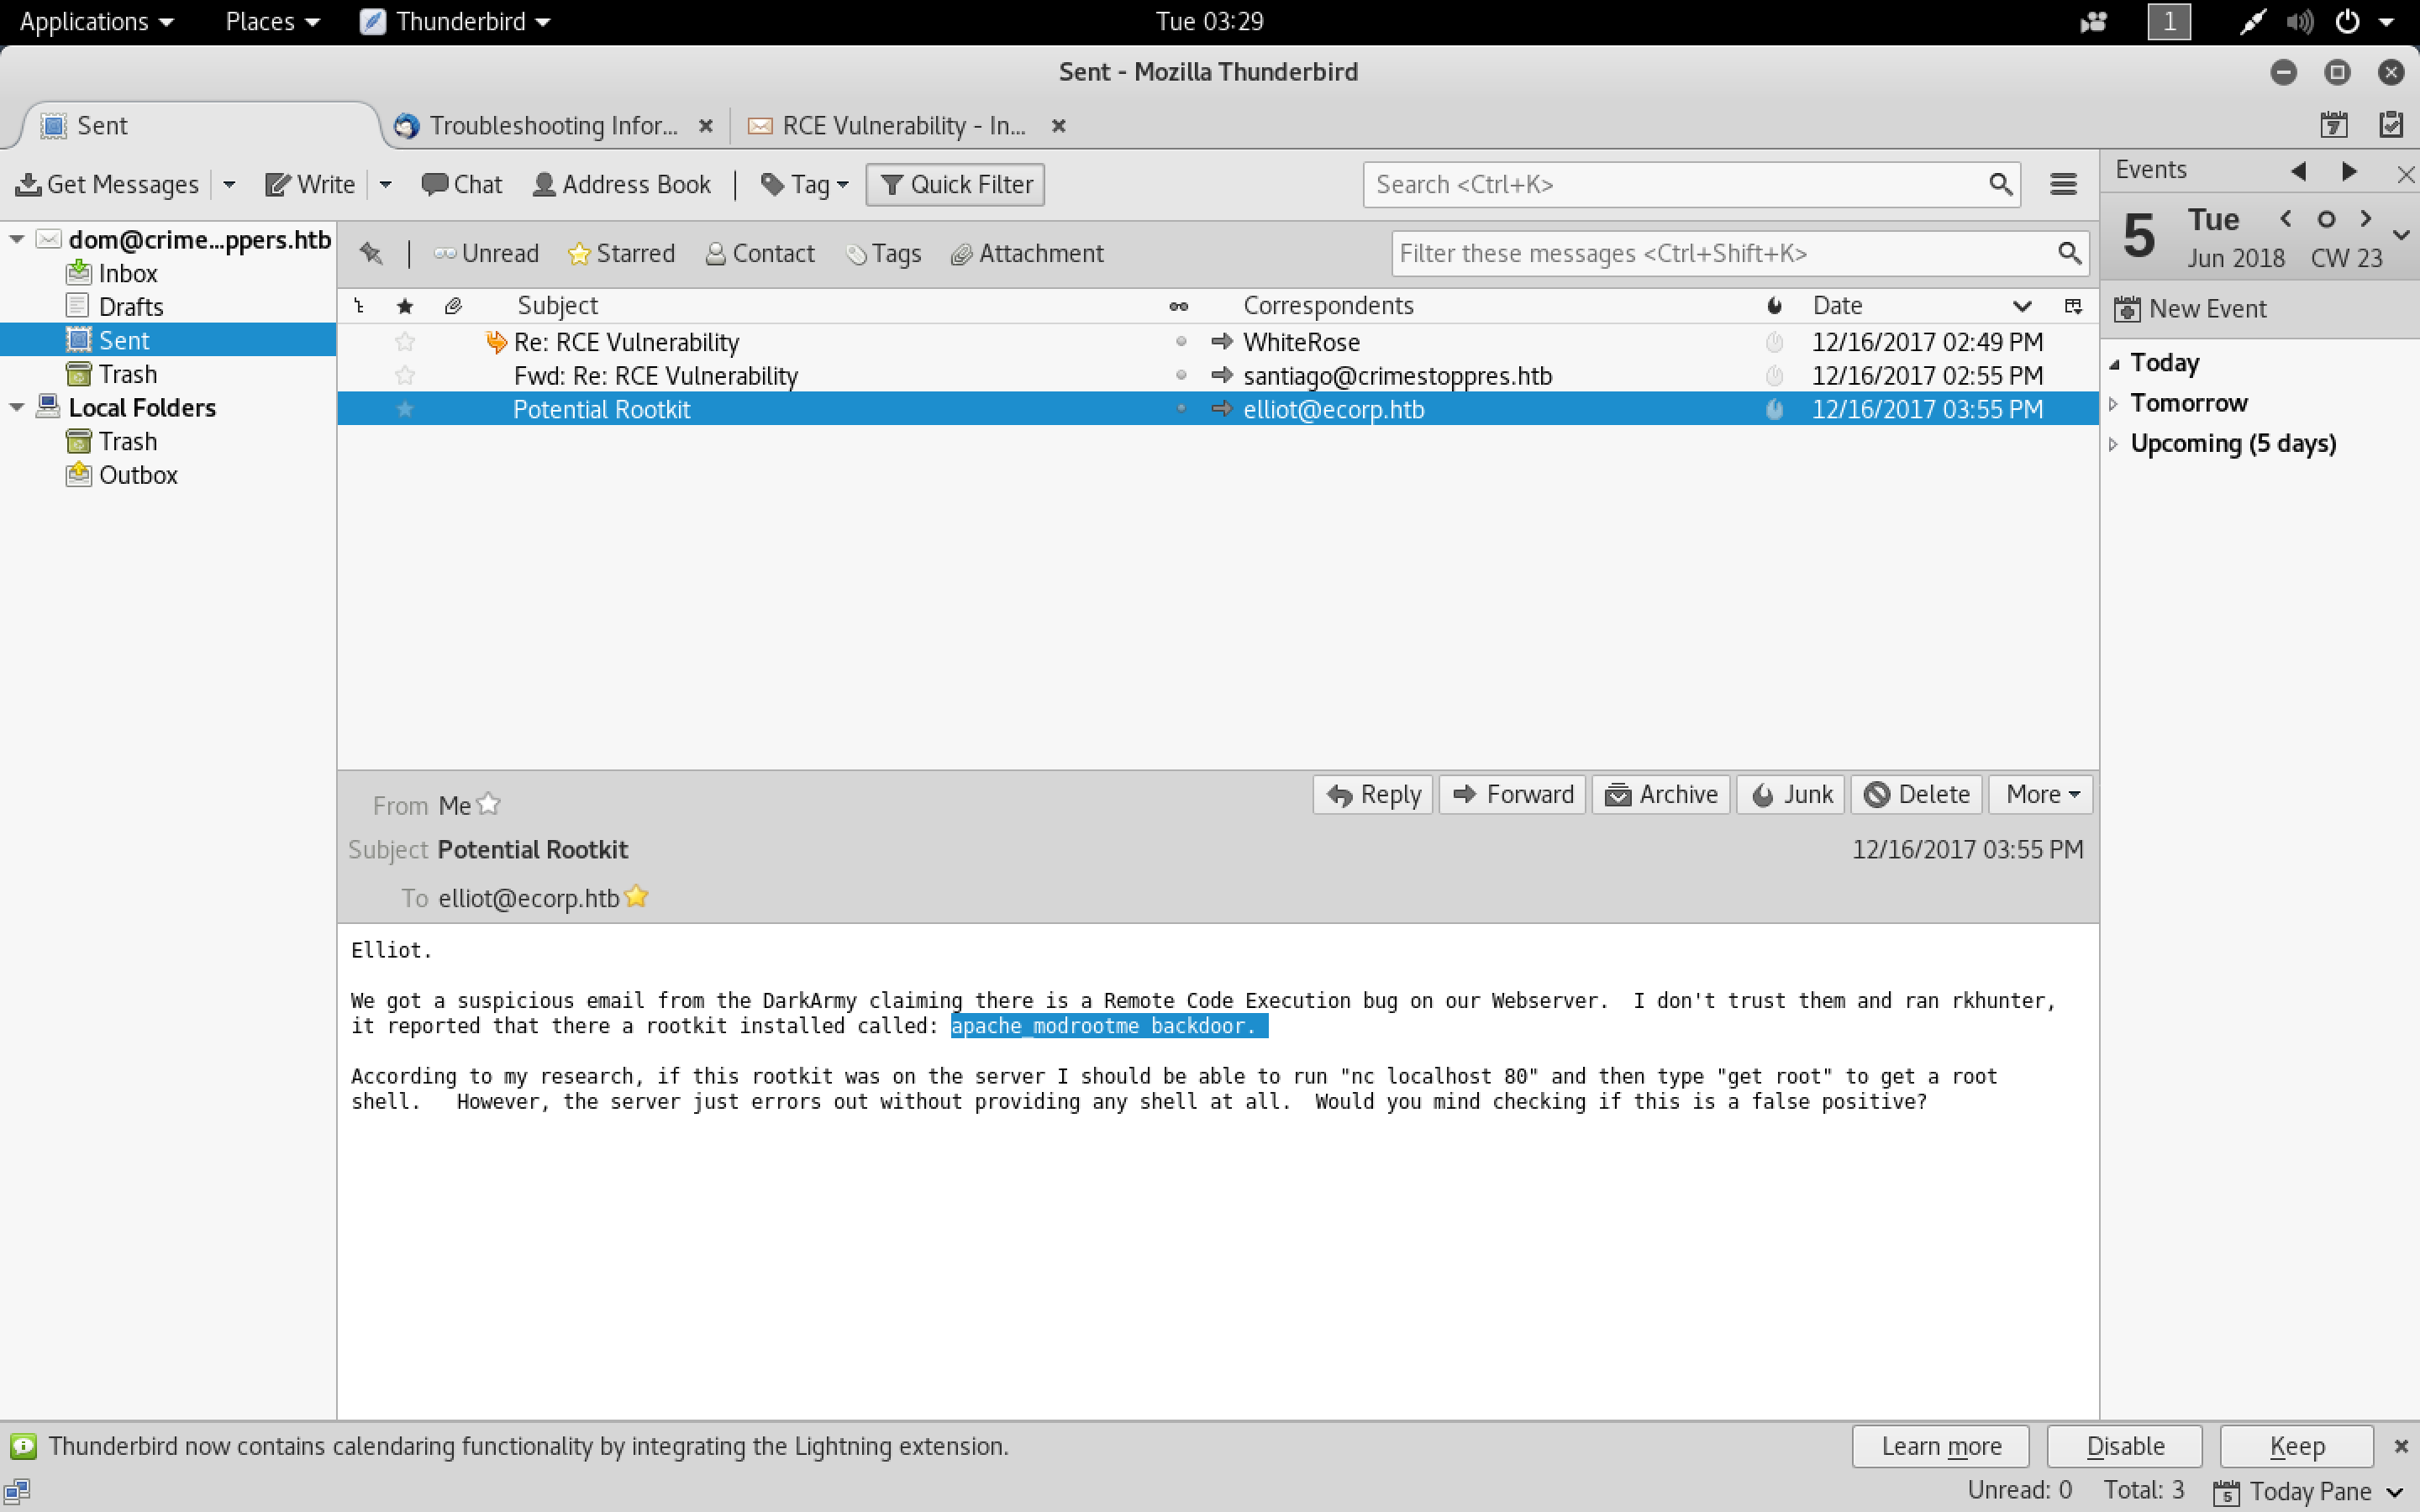 Applications Places Thunderbird Tue 03:29 1
Sent - Mozilla Thunderbird
Sent Troubleshooting Infor... RCE Vulnerability - In... 7
Get Messages Write Chat Address Book Tag Quick Filter Search <Ctrl+K>
Events
5 Tue
Jun 2018 CW 23
New Event
Today
Tomorrow
Upcoming (5 days)
dom@crime...ppers.htb
Inbox
Drafts
Sent
Trash
Local Folders
Trash
Outbox
Unread Starred Contact Tags Attachment Filter these messages <Ctrl+Shift+K>
Subject Correspondents Date
Re: RCE Vulnerability WhiteRose 12/16/2017 02:49 PM
Fwd: Re: RCE Vulnerability santiago@crimestoppres.htb 12/16/2017 02:55 PM
Potential Rootkit elliot@ecorp.htb 12/16/2017 03:55 PM
From Me Reply Forward Archive Junk Delete More
Subject Potential Rootkit 12/16/2017 03:55 PM
To elliot@ecorp.htb
Elliot.
We got a suspicious email from the DarkArmy claiming there is a Remote Code Execution bug on our Webserver.  I don't trust them and ran rkhunter,
it reported that there a rootkit installed called: apache_modrootme backdoor.
According to my research, if this rootkit was on the server I should be able to run "nc localhost 80" and then type "get root" to get a root
shell.   However, the server just errors out without providing any shell at all.  Would you mind checking if this is a false positive?
Thunderbird now contains calendaring functionality by integrating the Lightning extension. Learn more Disable Keep
Unread: 0 Total: 3 5 Today Pane